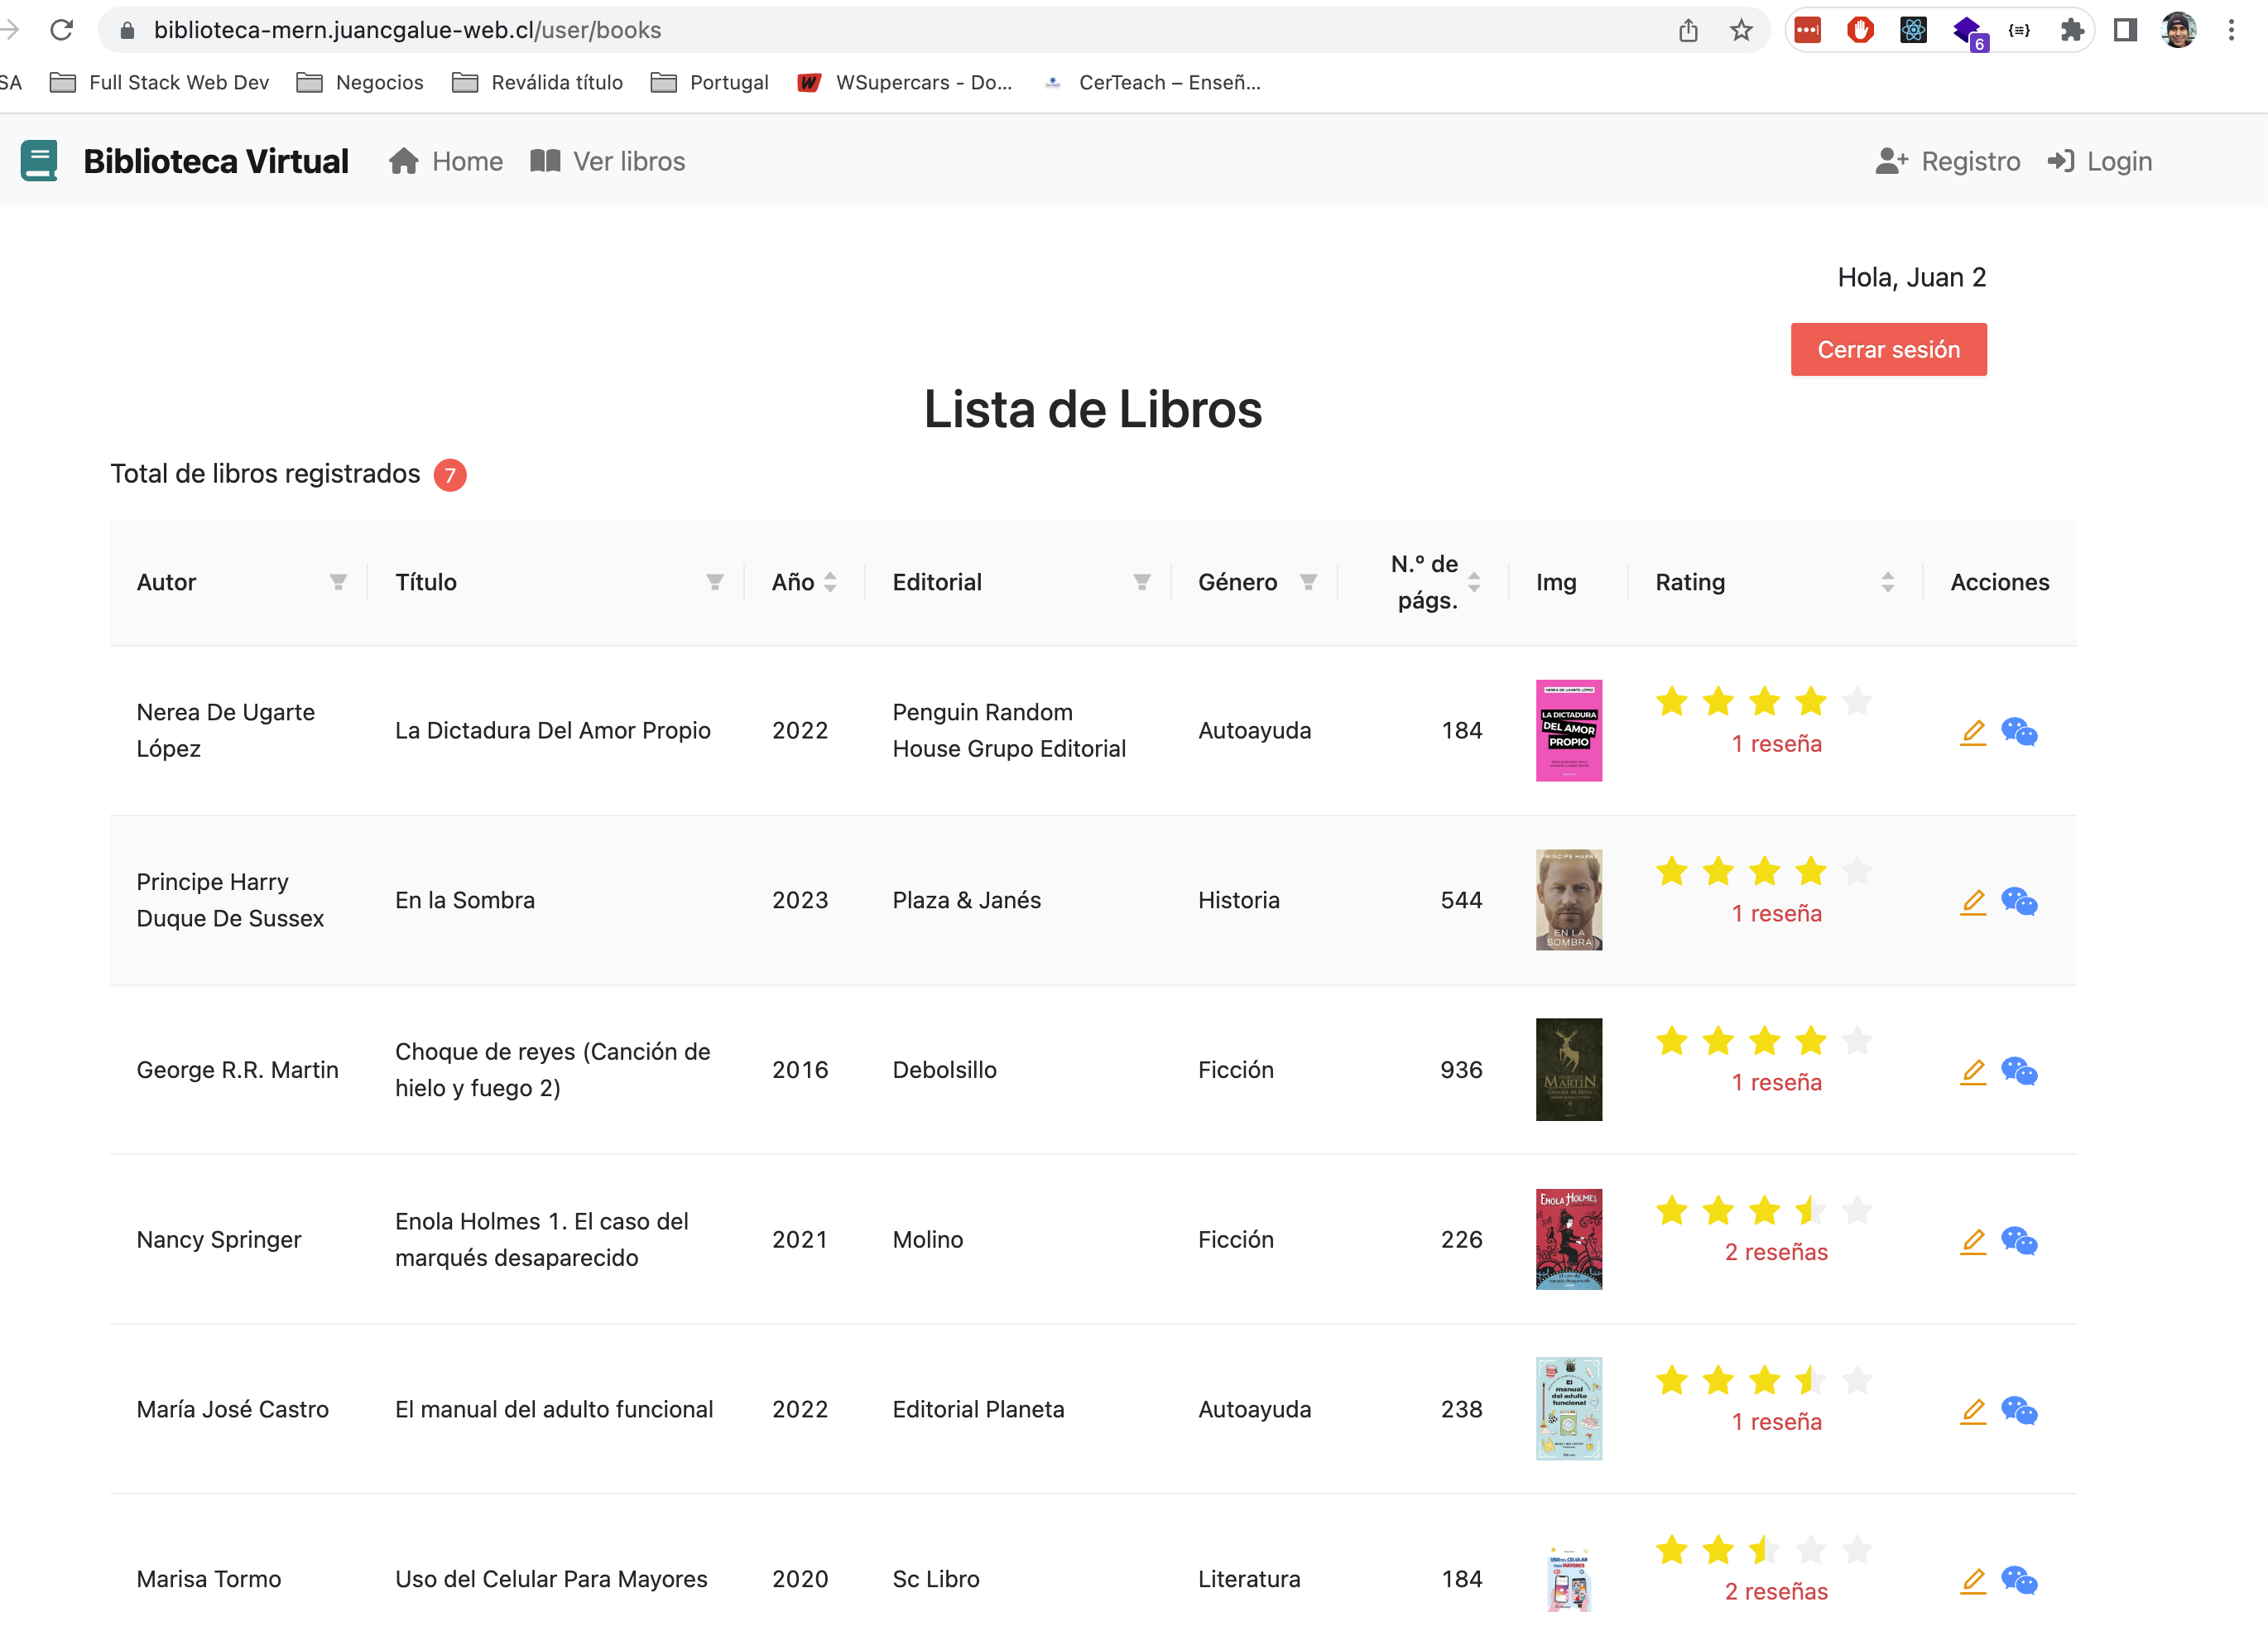 biblioteca-mern.juancgalue-web.cl/user/books
6
SA Full Stack Web Dev Negocios Reválida título Portugal WSupercars - Do... CerTeach – Enseñ...
Biblioteca Virtual Home Ver libros Registro Login
Hola, Juan 2
Cerrar sesión
Lista de Libros
Total de libros registrados 7
Autor Título Año Editorial Género N.º de págs. Img Rating Acciones
Nerea De Ugarte López La Dictadura Del Amor Propio 2022 Penguin Random House Grupo Editorial Autoayuda 184
NEREA DE UGARTE LÓPEZ
LA DICTADURA
DEL AMOR
PROPIO
1 reseña
Principe Harry Duque De Sussex En la Sombra 2023 Plaza & Janés Historia 544
PRÍNCIPE HARRY
EN LA
SOMBRA
1 reseña
George R.R. Martin Choque de reyes (Canción de hielo y fuego 2) 2016 Debolsillo Ficción 936
MARTIN
CHOQUE DE REYES
1 reseña
Nancy Springer Enola Holmes 1. El caso del marqués desaparecido 2021 Molino Ficción 226
ENOLA HOLMES
El caso del
marqués desaparecido
2 reseñas
María José Castro El manual del adulto funcional 2022 Editorial Planeta Autoayuda 238
El
manual
del adulto
funcional
1 reseña
Marisa Tormo Uso del Celular Para Mayores 2020 Sc Libro Literatura 184
USO DEL CELULAR
PARA MAYORES
2 reseñas